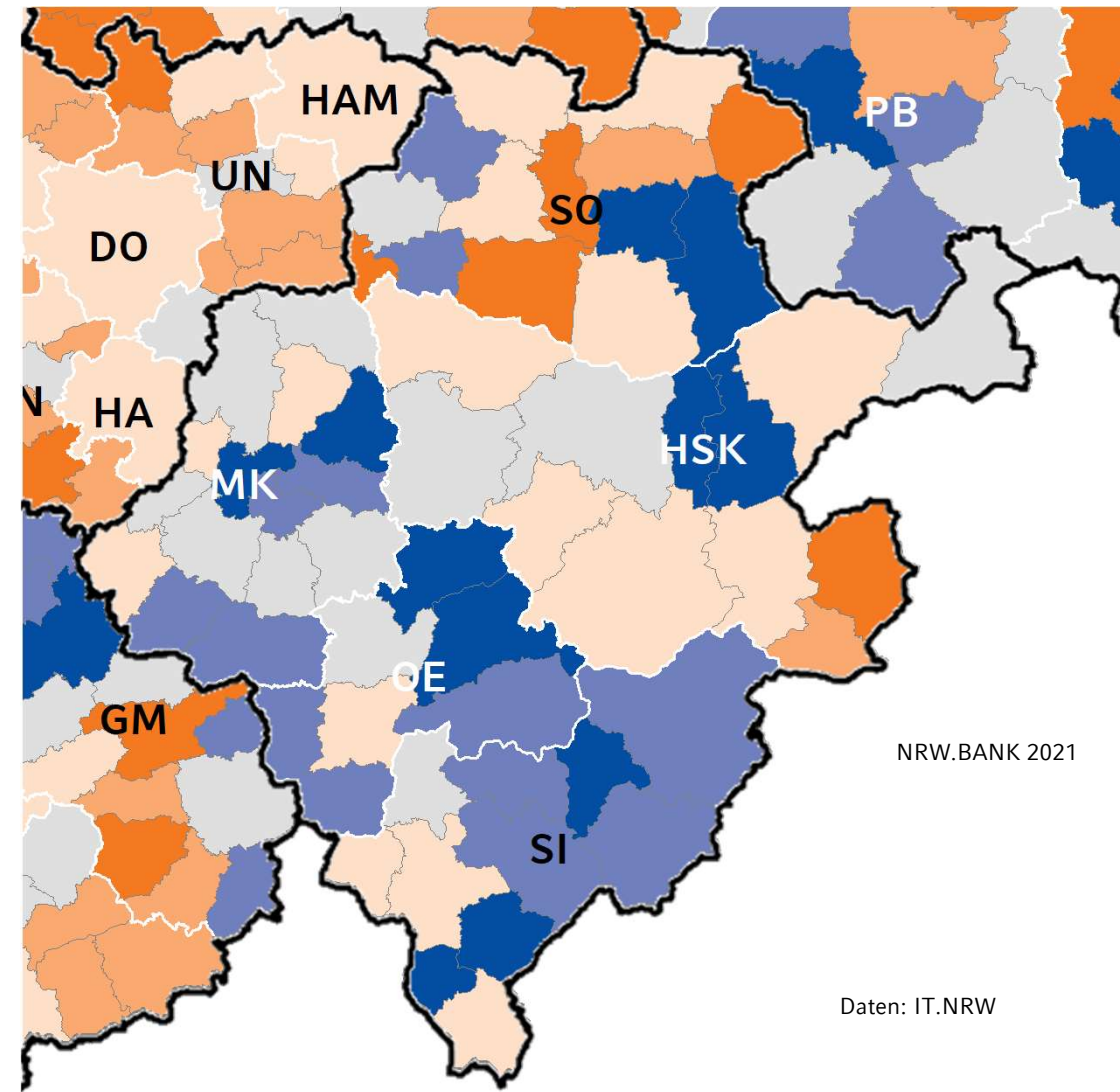 HAM
PB
UN
SO
DO
N
HA
HSK
MK
OE
GM
NRW.BANK 2021
SI
Daten: IT.NRW